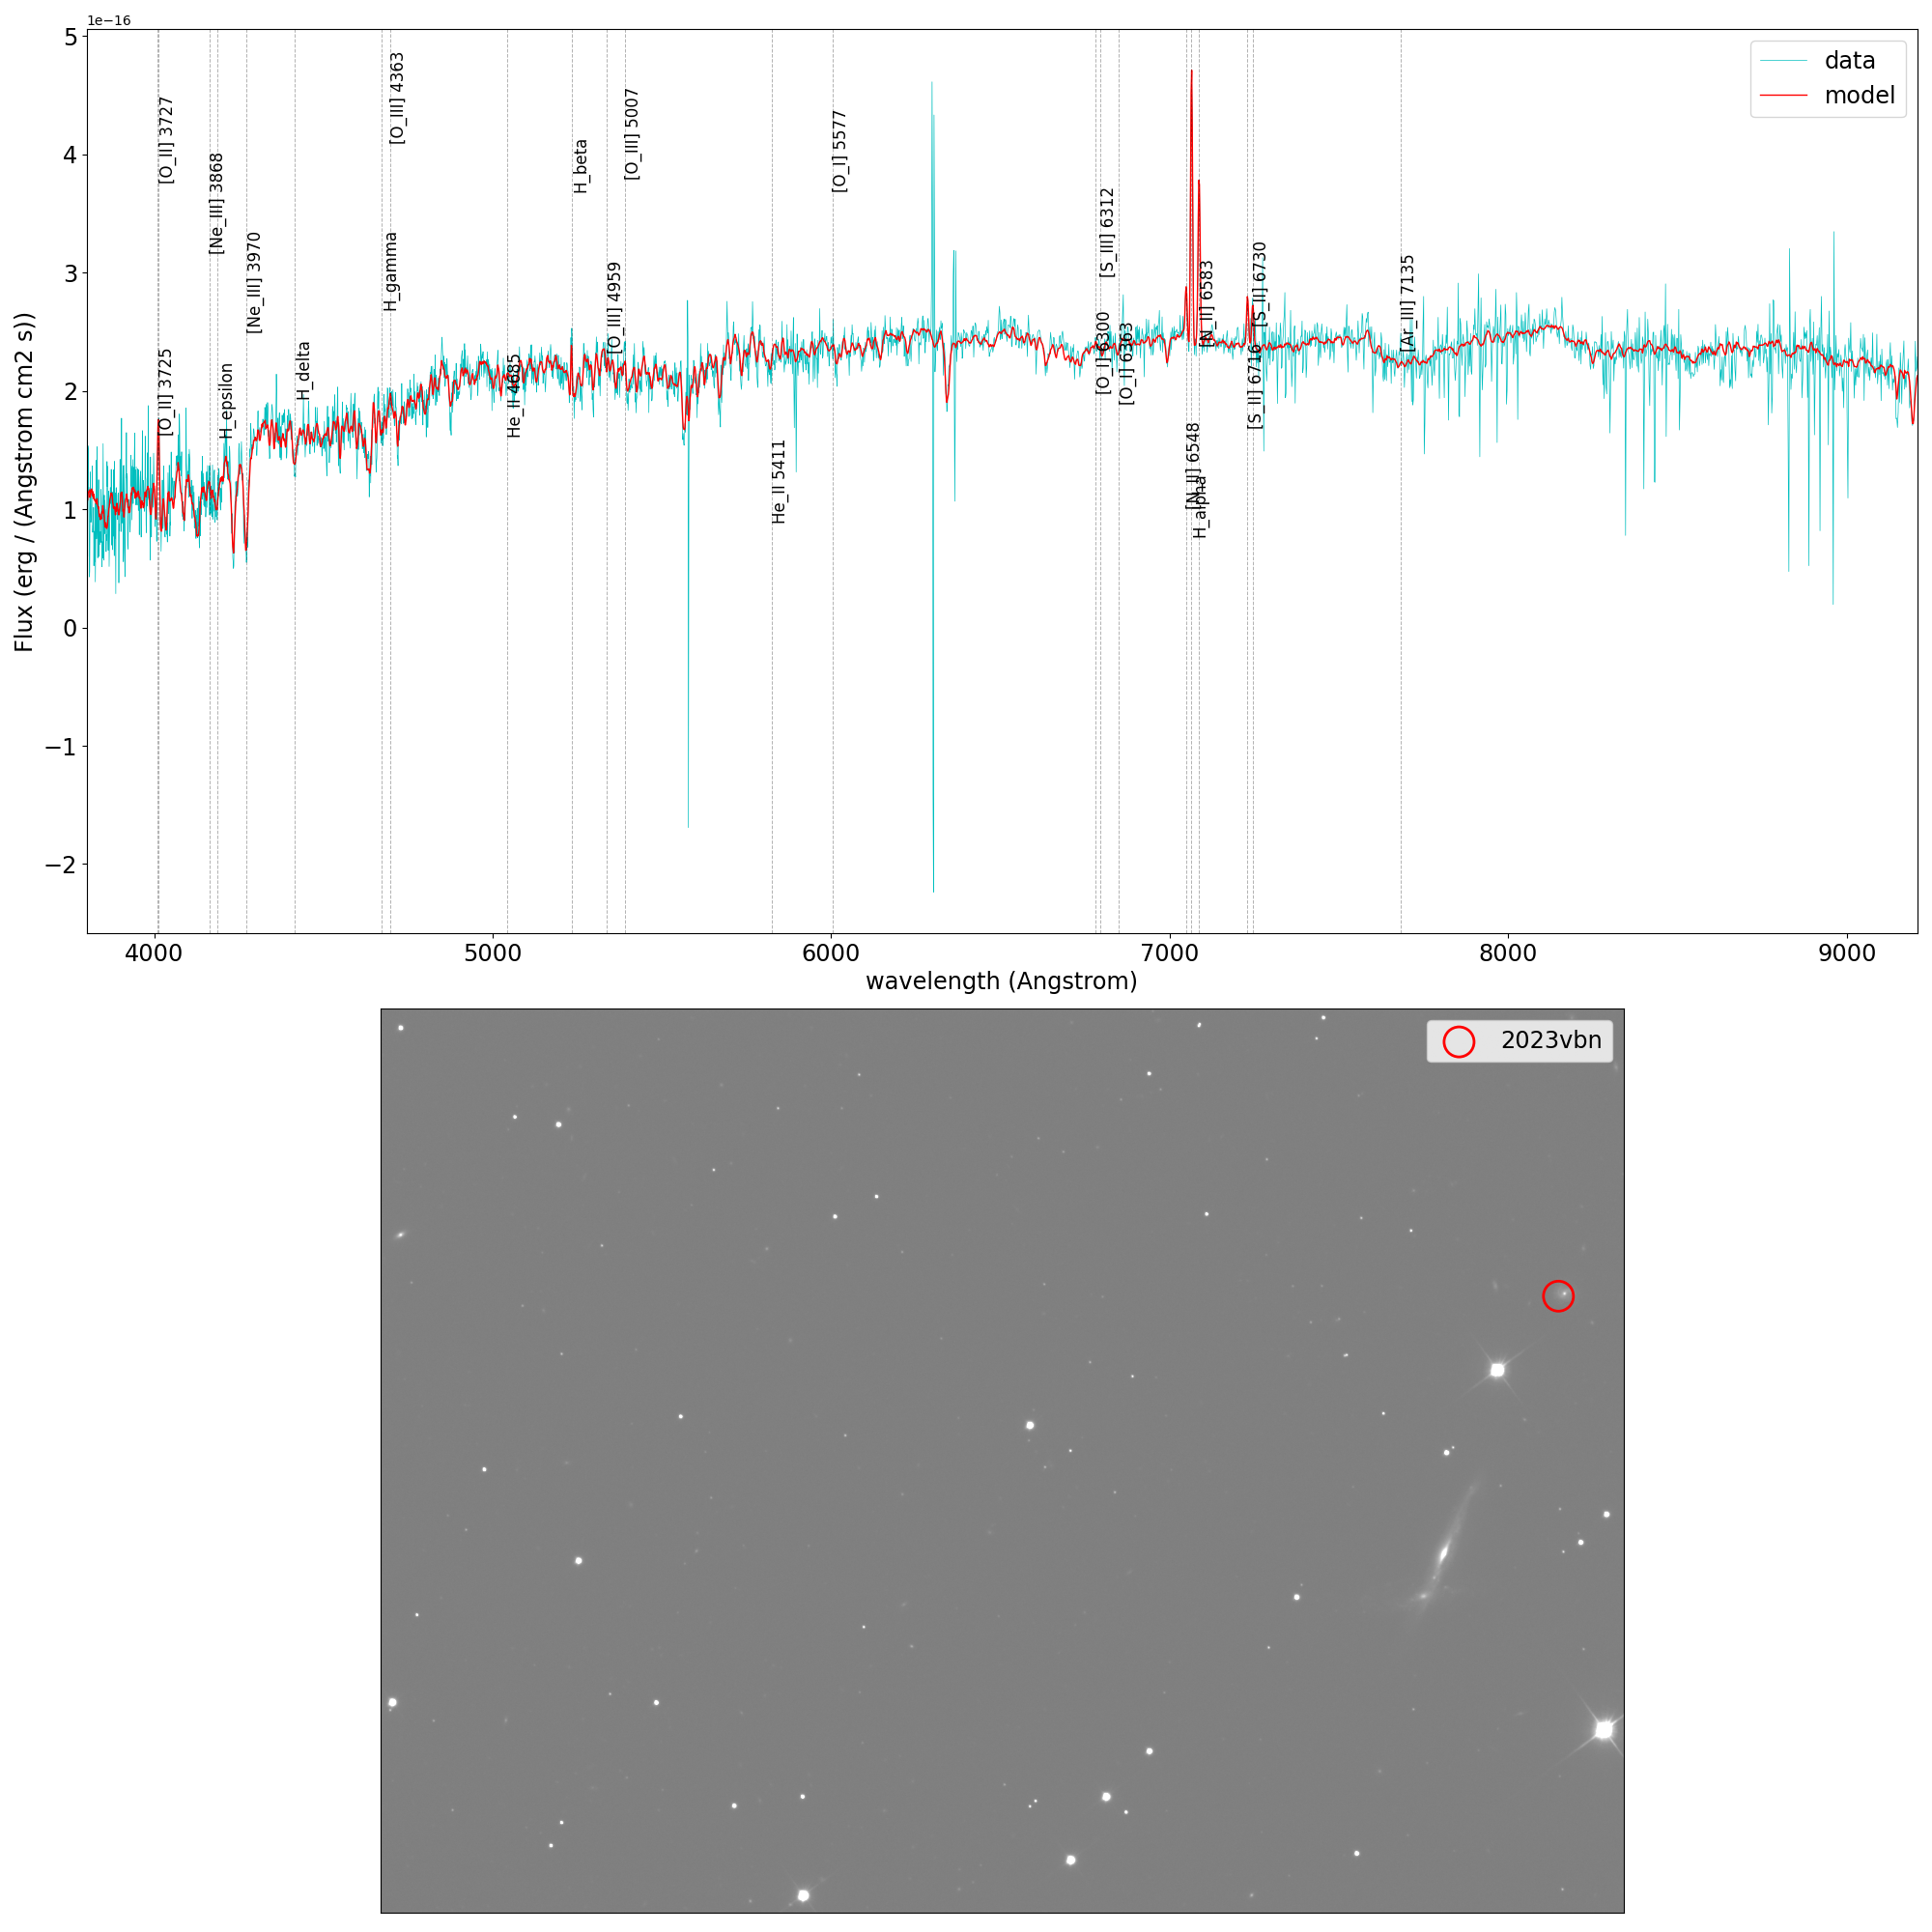 1e−16
5
4
3
2
1
0
−1
−2
Flux (erg / (Angstrom cm2 s))
data
model
[O_II] 3725
[O_II] 3727
[Ne_III] 3868
H_epsilon
[Ne_III] 3970
H_delta
H_gamma
[O_III] 4363
He_II 4685
H_beta
[O_III] 4959
[O_III] 5007
He_II 5411
[O_I] 5577
[O_I] 6300
[S_III] 6312
[O_I] 6363
[N_II] 6548
H_alpha
[N_II] 6583
[S_II] 6716
[S_II] 6730
[Ar_III] 7135
4000 5000 6000 7000 8000 9000
wavelength (Angstrom)
2023vbn